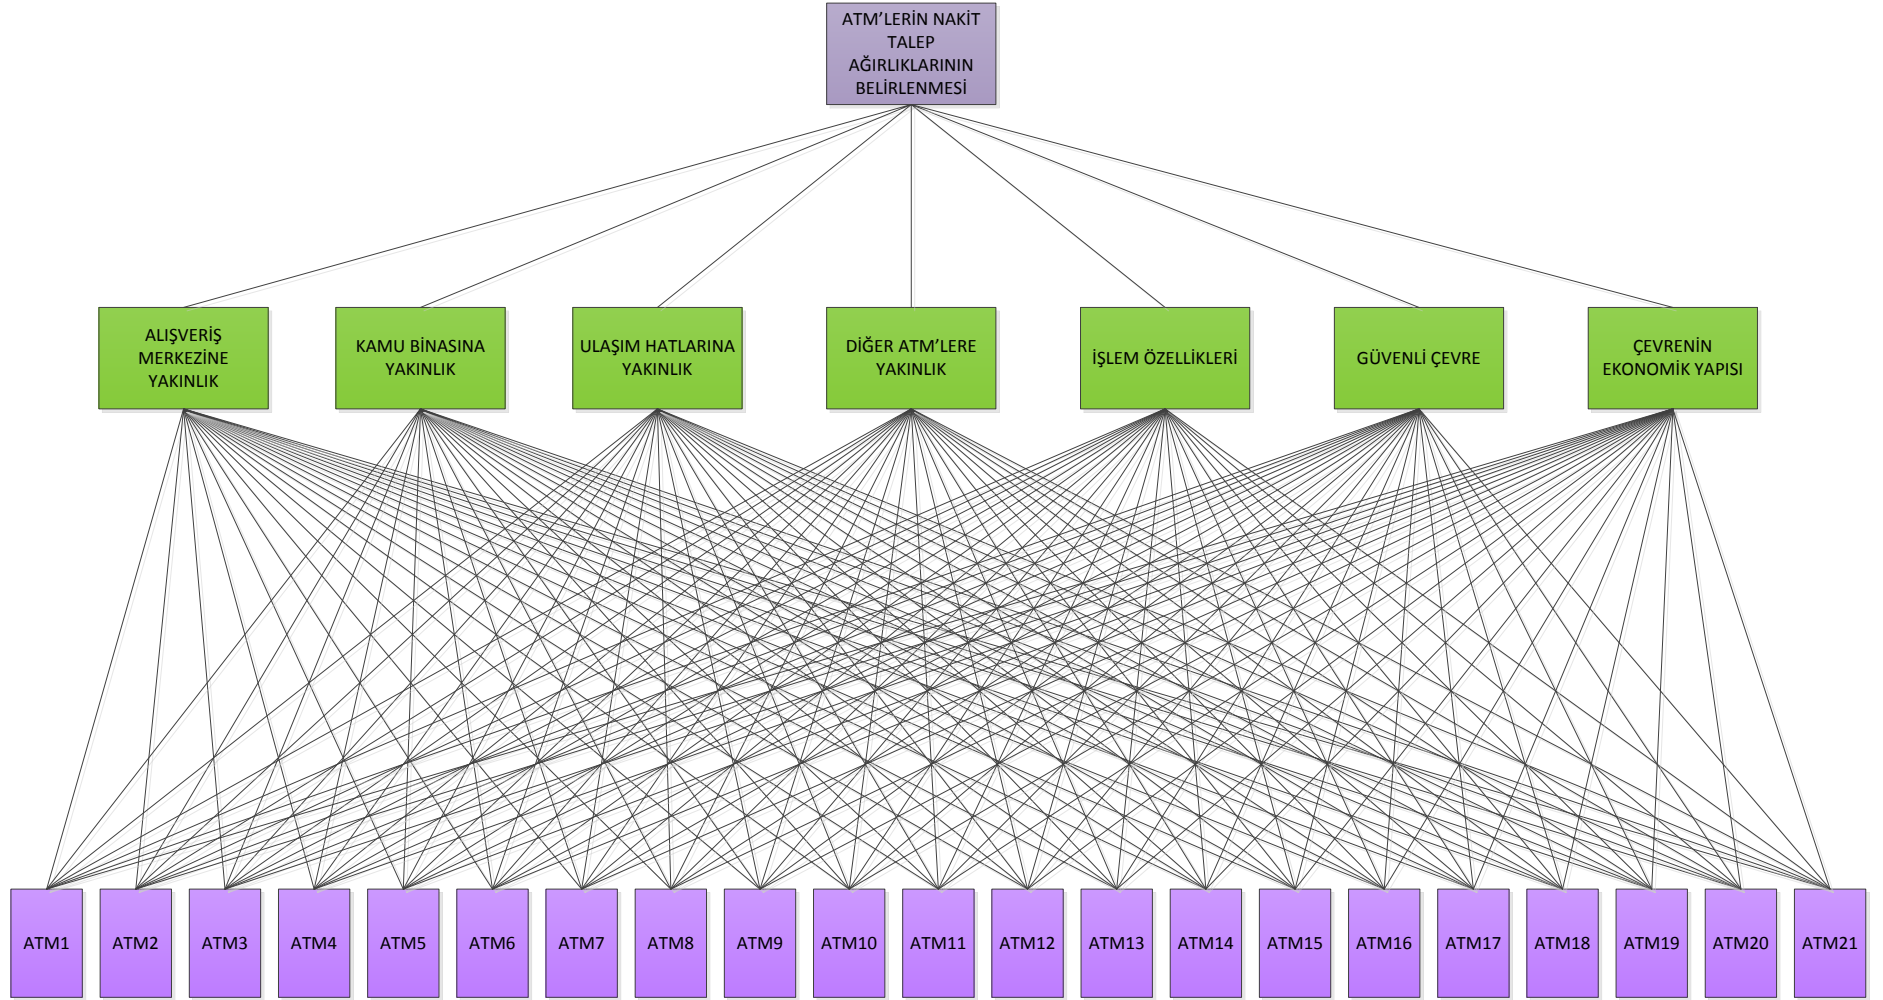 ATM’LERİN NAKİT
TALEP
AĞIRLIKLARININ
BELİRLENMESİ
ALIŞVERİŞ
MERKEZİNE
YAKINLIK
KAMU BİNASINA
YAKINLIK
ULAŞIM HATLARINA
YAKINLIK
DİĞER ATM’LERE
YAKINLIK
İŞLEM ÖZELLİKLERİ
GÜVENLİ ÇEVRE
ÇEVRENİN
EKONOMİK YAPISI
ATM1
ATM2
ATM3
ATM4
ATM5
ATM6
ATM7
ATM8
ATM9
ATM10
ATM11
ATM12
ATM13
ATM14
ATM15
ATM16
ATM17
ATM18
ATM19
ATM20
ATM21